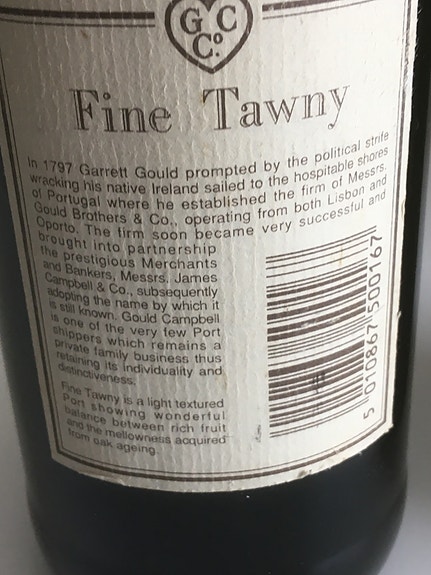 G C
Co.
Fine Tawny
In 1797 Garrett Gould prompted by the political strife
wracking his native Ireland sailed to the hospitable shores
of Portugal where he established the firm of Messrs.
Gould Brothers & Co., operating from both Lisbon and
Oporto. The firm soon became very successful and
brought into partnership
the prestigious Merchants
and Bankers, Messrs. James
Campbell & Co., subsequently
adopting the name by which it
is still known. Gould Campbell
is one of the very few Port
shippers which remains a
private family business thus
retaining its individuality and
distinctiveness.
Fine Tawny is a light textured
Port showing wonderful
balance between rich fruit
and the mellowness acquired
from oak ageing.
5 010867 500167